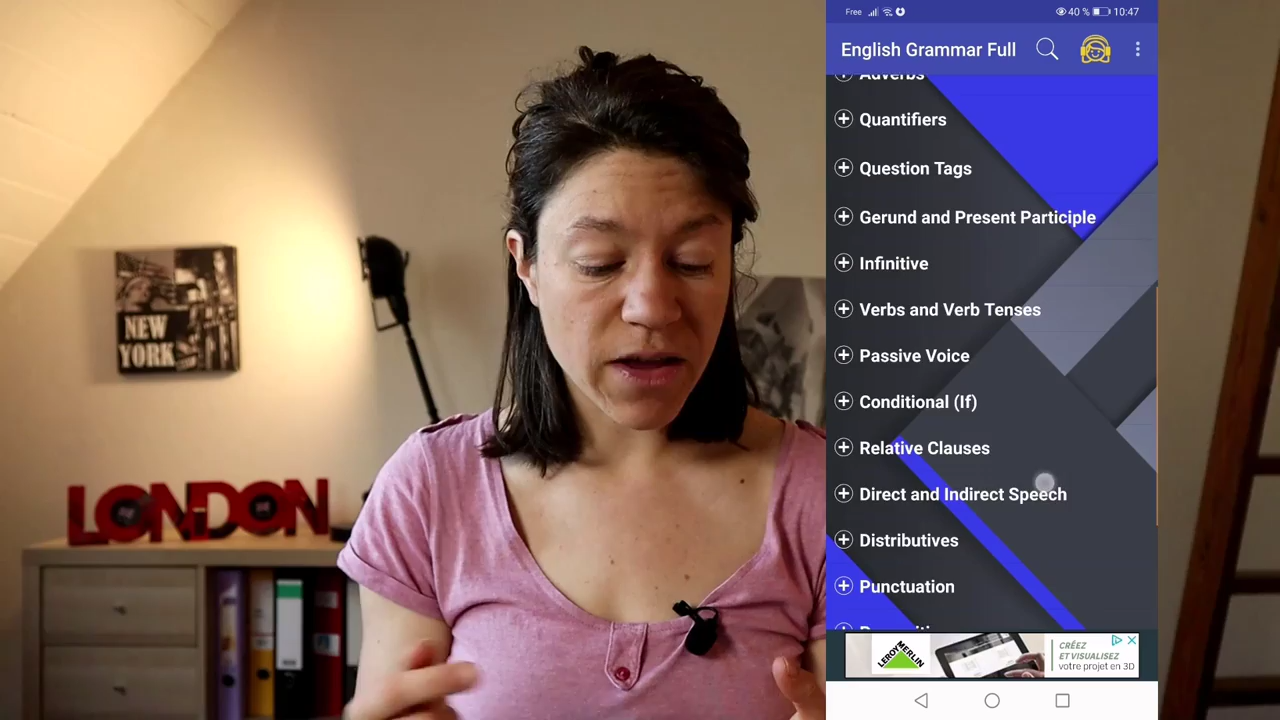 NEW
YORK
LONDON
Free
40 % 10:47
English Grammar Full
Adverbs
Quantifiers
Question Tags
Gerund and Present Participle
Infinitive
Verbs and Verb Tenses
Passive Voice
Conditional (If)
Relative Clauses
Direct and Indirect Speech
Distributives
Punctuation
LEROY MERLIN
CRÉEZ
ET VISUALISEZ
votre projet en 3D